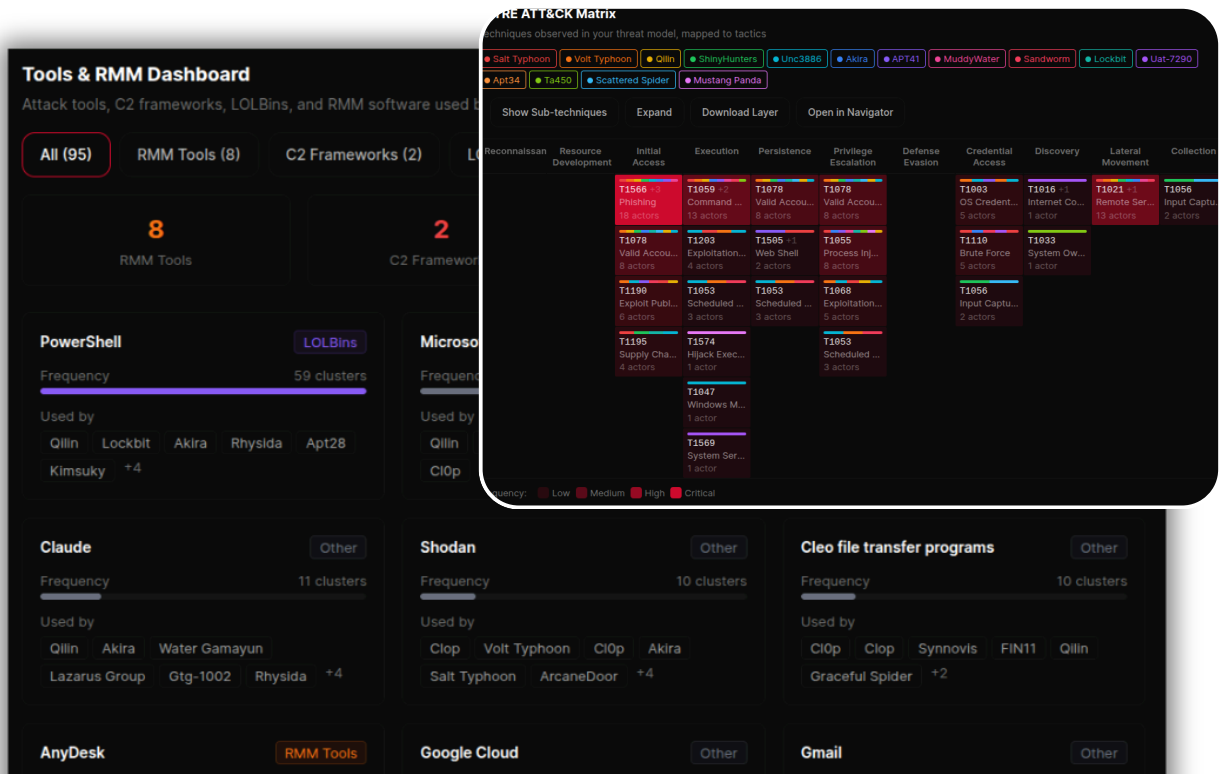 TRE ATT&CK Matrix
echniques observed in your threat model, mapped to tactics
Salt Typhoon Volt Typhoon Qilin ShinyHunters Unc3886 Akira APT41 MuddyWater Sandworm Lockbit Uat-7290
Apt34 Ta450 Scattered Spider Mustang Panda
Show Sub-techniques Expand Download Layer Open in Navigator
Reconnaissan Resource Development Initial Access Execution Persistence Privilege Escalation Defense Evasion Credential Access Discovery Lateral Movement Collection
T1566 +3 T1059 +2 T1078 T1078 T1003 T1016 +1 T1021 +1 T1056
Phishing Command ... Valid Accou... Valid Accou... OS Credent... Internet Co... Remote Ser... Input Captu...
18 actors 13 actors 8 actors 8 actors 5 actors 1 actor 13 actors 2 actors
T1078 T1203 T1505 +1 T1055 T1110 T1033
Valid Accou... Exploitation... Web Shell Process Inj... Brute Force System Ow...
8 actors 4 actors 2 actors 8 actors 5 actors 1 actor
T1190 T1053 T1053 T1068 T1056
Exploit Publ... Scheduled ... Scheduled ... Exploitation... Input Captu...
6 actors 3 actors 3 actors 5 actors 2 actors
T1195 T1574 T1053
Supply Cha... Hijack Exec... Scheduled ...
4 actors 1 actor 3 actors
T1047
Windows M...
1 actor
T1569
System Ser...
1 actor
quency: Low Medium High Critical
Tools & RMM Dashboard
Attack tools, C2 frameworks, LOLBins, and RMM software used b
All (95) RMM Tools (8) C2 Frameworks (2) L
8 2
RMM Tools C2 Framewor
PowerShell LOLBins Microso
Frequency 59 clusters Frequenc
Used by Used by
Qilin Lockbit Akira Rhysida Apt28 Qilin
Kimsuky +4 Cl0p
Claude Other Shodan Other Cleo file transfer programs Other
Frequency 11 clusters Frequency 10 clusters Frequency 10 clusters
Used by Used by Used by
Qilin Akira Water Gamayun Clop Volt Typhoon Cl0p Akira Cl0p Clop Synnovis FIN11 Qilin
Lazarus Group Gtg-1002 Rhysida +4 Salt Typhoon ArcaneDoor +4 Graceful Spider +2
AnyDesk RMM Tools Google Cloud Other Gmail Other